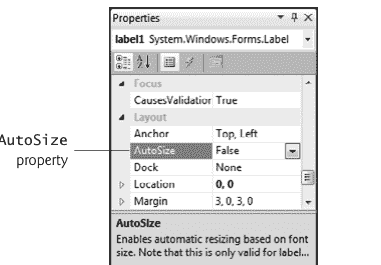 Properties
label1 System.Windows.Forms.Label
Focus
CausesValidation True
Layout
Anchor Top, Left
AutoSize property
AutoSize False
Dock None
Location 0, 0
Margin 3, 0, 3, 0
AutoSize
Enables automatic resizing based on font
size. Note that this is only valid for label...